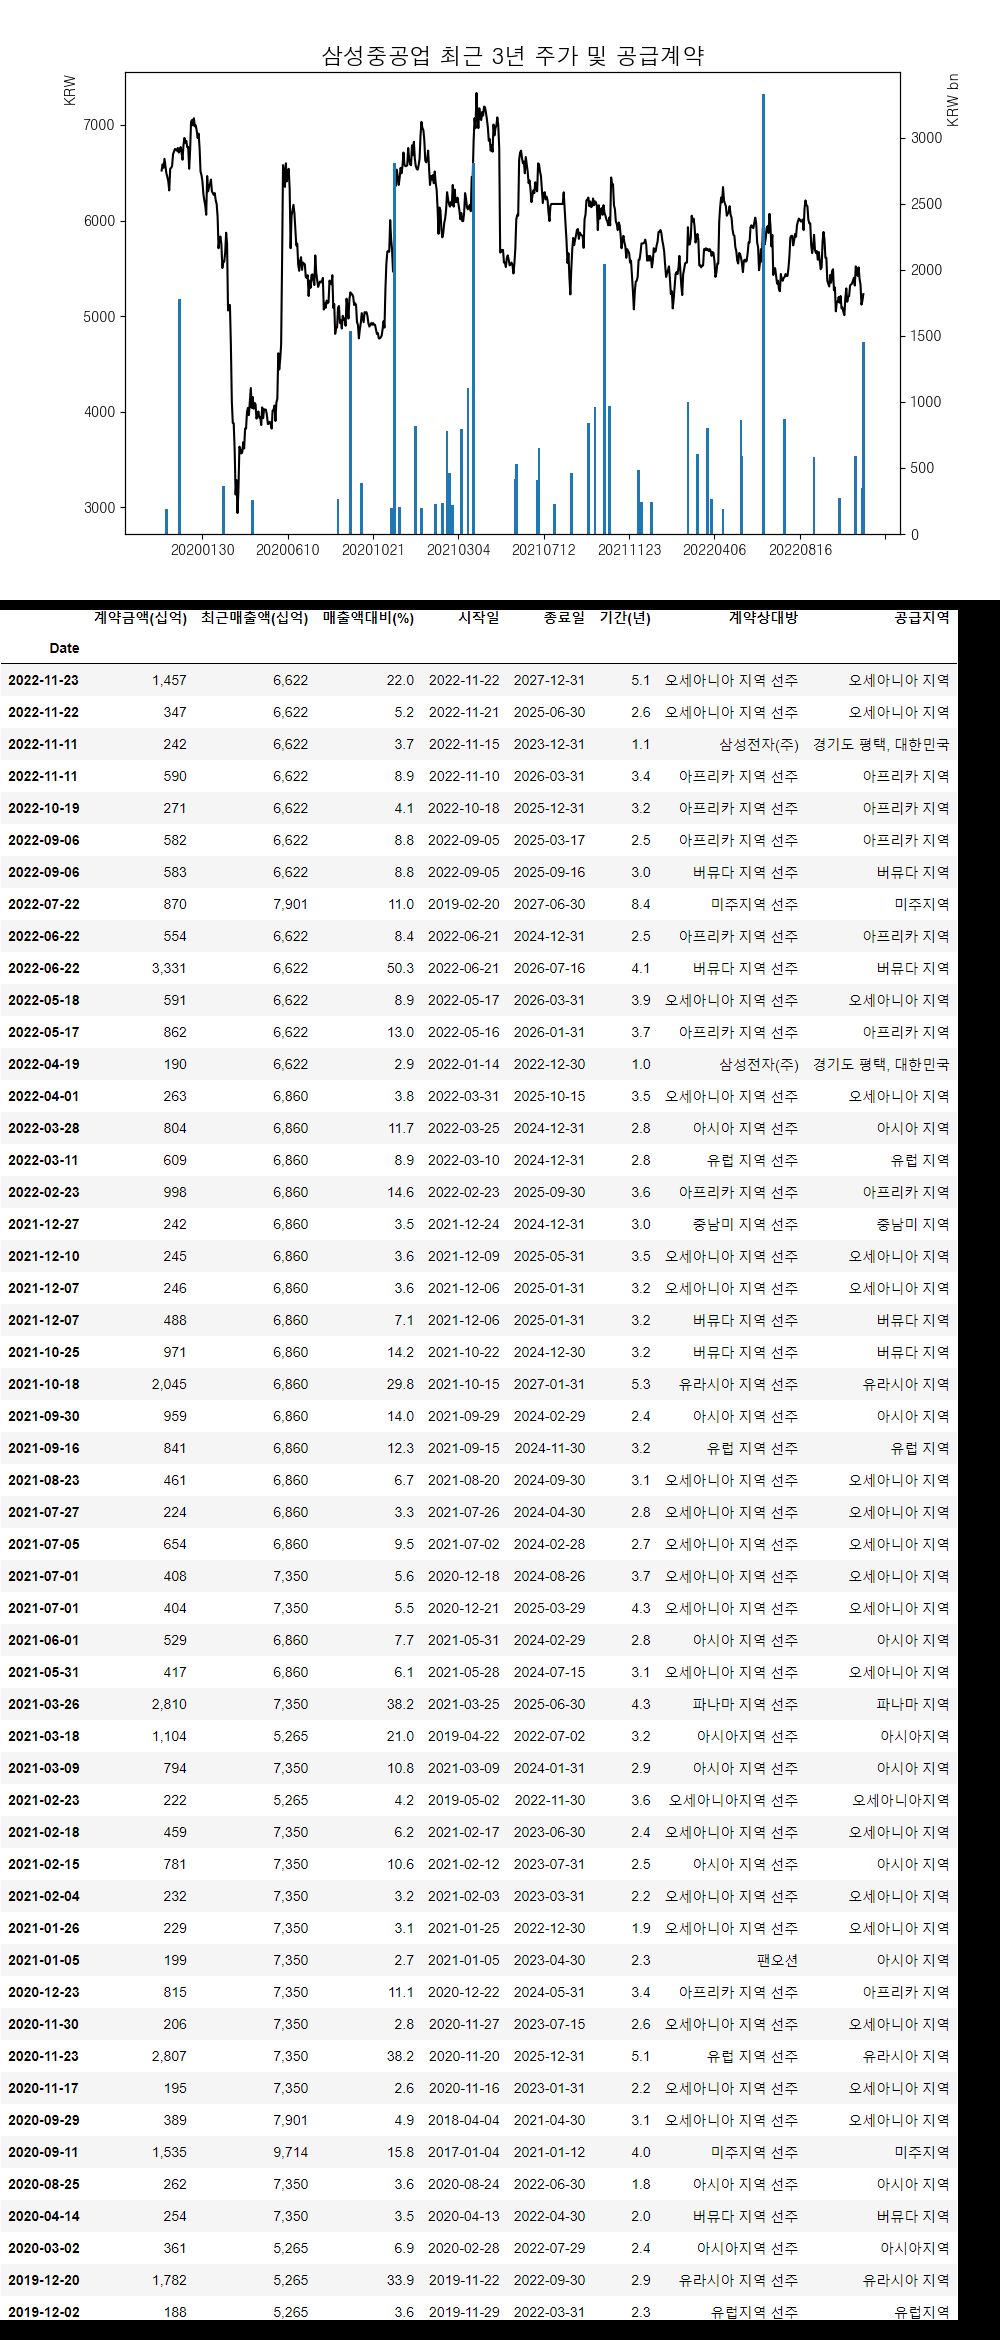 삼성중공업 최근 3년 주가 및 공급계약
KRW
KRW bn
7000
6000
5000
4000
3000
3000
2500
2000
1500
1000
500
0
20200130 20200610 20201021 20210304 20210712 20211123 20220406 20220816
계약금액(십억) 최근매출액(십억) 매출액대비(%) 시작일 종료일 기간(년) 계약상대방 공급지역
Date
2022-11-23 1,457 6,622 22.0 2022-11-22 2027-12-31 5.1 오세아니아 지역 선주 오세아니아 지역
2022-11-22 347 6,622 5.2 2022-11-21 2025-06-30 2.6 오세아니아 지역 선주 오세아니아 지역
2022-11-11 242 6,622 3.7 2022-11-15 2023-12-31 1.1 삼성전자(주) 경기도 평택, 대한민국
2022-11-11 590 6,622 8.9 2022-11-10 2026-03-31 3.4 아프리카 지역 선주 아프리카 지역
2022-10-19 271 6,622 4.1 2022-10-18 2025-12-31 3.2 아프리카 지역 선주 아프리카 지역
2022-09-06 582 6,622 8.8 2022-09-05 2025-03-17 2.5 아프리카 지역 선주 아프리카 지역
2022-09-06 583 6,622 8.8 2022-09-05 2025-09-16 3.0 버뮤다 지역 선주 버뮤다 지역
2022-07-22 870 7,901 11.0 2019-02-20 2027-06-30 8.4 미주지역 선주 미주지역
2022-06-22 554 6,622 8.4 2022-06-21 2024-12-31 2.5 아프리카 지역 선주 아프리카 지역
2022-06-22 3,331 6,622 50.3 2022-06-21 2026-07-16 4.1 버뮤다 지역 선주 버뮤다 지역
2022-05-18 591 6,622 8.9 2022-05-17 2026-03-31 3.9 오세아니아 지역 선주 오세아니아 지역
2022-05-17 862 6,622 13.0 2022-05-16 2026-01-31 3.7 아프리카 지역 선주 아프리카 지역
2022-04-19 190 6,622 2.9 2022-01-14 2022-12-30 1.0 삼성전자(주) 경기도 평택, 대한민국
2022-04-01 263 6,860 3.8 2022-03-31 2025-10-15 3.5 오세아니아 지역 선주 오세아니아 지역
2022-03-28 804 6,860 11.7 2022-03-25 2024-12-31 2.8 아시아 지역 선주 아시아 지역
2022-03-11 609 6,860 8.9 2022-03-10 2024-12-31 2.8 유럽 지역 선주 유럽 지역
2022-02-23 998 6,860 14.6 2022-02-23 2025-09-30 3.6 아프리카 지역 선주 아프리카 지역
2021-12-27 242 6,860 3.5 2021-12-24 2024-12-31 3.0 중남미 지역 선주 중남미 지역
2021-12-10 245 6,860 3.6 2021-12-09 2025-05-31 3.5 오세아니아 지역 선주 오세아니아 지역
2021-12-07 246 6,860 3.6 2021-12-06 2025-01-31 3.2 오세아니아 지역 선주 오세아니아 지역
2021-12-07 488 6,860 7.1 2021-12-06 2025-01-31 3.2 버뮤다 지역 선주 버뮤다 지역
2021-10-25 971 6,860 14.2 2021-10-22 2024-12-30 3.2 버뮤다 지역 선주 버뮤다 지역
2021-10-18 2,045 6,860 29.8 2021-10-15 2027-01-31 5.3 유라시아 지역 선주 유라시아 지역
2021-09-30 959 6,860 14.0 2021-09-29 2024-02-29 2.4 아시아 지역 선주 아시아 지역
2021-09-16 841 6,860 12.3 2021-09-15 2024-11-30 3.2 유럽 지역 선주 유럽 지역
2021-08-23 461 6,860 6.7 2021-08-20 2024-09-30 3.1 오세아니아 지역 선주 오세아니아 지역
2021-07-27 224 6,860 3.3 2021-07-26 2024-04-30 2.8 오세아니아 지역 선주 오세아니아 지역
2021-07-05 654 6,860 9.5 2021-07-02 2024-02-28 2.7 오세아니아 지역 선주 오세아니아 지역
2021-07-01 408 7,350 5.6 2020-12-18 2024-08-26 3.7 오세아니아 지역 선주 오세아니아 지역
2021-07-01 404 7,350 5.5 2020-12-21 2025-03-29 4.3 오세아니아 지역 선주 오세아니아 지역
2021-06-01 529 6,860 7.7 2021-05-31 2024-02-29 2.8 아시아 지역 선주 아시아 지역
2021-05-31 417 6,860 6.1 2021-05-28 2024-07-15 3.1 오세아니아 지역 선주 오세아니아 지역
2021-03-26 2,810 7,350 38.2 2021-03-25 2025-06-30 4.3 파나마 지역 선주 파나마 지역
2021-03-18 1,104 5,265 21.0 2019-04-22 2022-07-02 3.2 아시아지역 선주 아시아지역
2021-03-09 794 7,350 10.8 2021-03-09 2024-01-31 2.9 아시아 지역 선주 아시아 지역
2021-02-23 222 5,265 4.2 2019-05-02 2022-11-30 3.6 오세아니아지역 선주 오세아니아지역
2021-02-18 459 7,350 6.2 2021-02-17 2023-06-30 2.4 오세아니아 지역 선주 오세아니아 지역
2021-02-15 781 7,350 10.6 2021-02-12 2023-07-31 2.5 아시아 지역 선주 아시아 지역
2021-02-04 232 7,350 3.2 2021-02-03 2023-03-31 2.2 오세아니아 지역 선주 오세아니아 지역
2021-01-26 229 7,350 3.1 2021-01-25 2022-12-30 1.9 오세아니아 지역 선주 오세아니아 지역
2021-01-05 199 7,350 2.7 2021-01-05 2023-04-30 2.3 팬오션 아시아 지역
2020-12-23 815 7,350 11.1 2020-12-22 2024-05-31 3.4 아프리카 지역 선주 아프리카 지역
2020-11-30 206 7,350 2.8 2020-11-27 2023-07-15 2.6 오세아니아 지역 선주 오세아니아 지역
2020-11-23 2,807 7,350 38.2 2020-11-20 2025-12-31 5.1 유럽 지역 선주 유라시아 지역
2020-11-17 195 7,350 2.6 2020-11-16 2023-01-31 2.2 오세아니아 지역 선주 오세아니아 지역
2020-09-29 389 7,901 4.9 2018-04-04 2021-04-30 3.1 오세아니아 지역 선주 오세아니아 지역
2020-09-11 1,535 9,714 15.8 2017-01-04 2021-01-12 4.0 미주지역 선주 미주지역
2020-08-25 262 7,350 3.6 2020-08-24 2022-06-30 1.8 아시아 지역 선주 아시아 지역
2020-04-14 254 7,350 3.5 2020-04-13 2022-04-30 2.0 버뮤다 지역 선주 버뮤다 지역
2020-03-02 361 5,265 6.9 2020-02-28 2022-07-29 2.4 아시아지역 선주 아시아지역
2019-12-20 1,782 5,265 33.9 2019-11-22 2022-09-30 2.9 유라시아 지역 선주 유라시아 지역
2019-12-02 188 5,265 3.6 2019-11-29 2022-03-31 2.3 유럽지역 선주 유럽지역